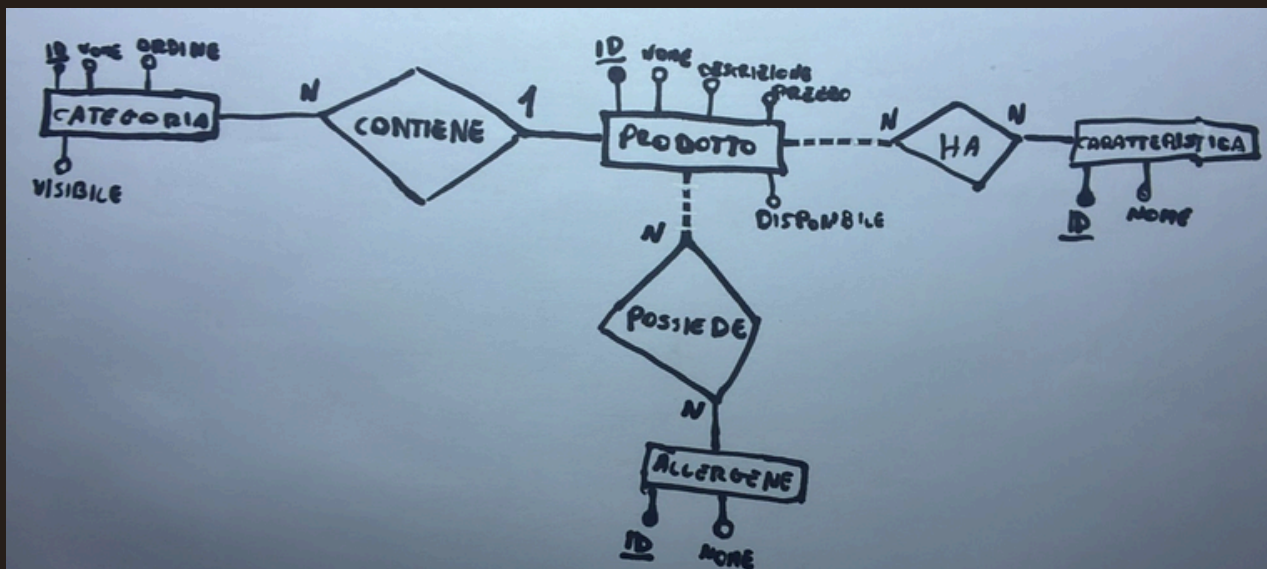 ID NOME ORDINE
CATEGORIA
VISIBILE
N
CONTIENE
1
ID NOME DESCRIZIONE PREZZO
PRODOTTO
DISPONBILE
N
HA
N
CARATTERISTICA
ID NOME
N
POSSIEDE
N
ALLERGENE
ID NOME